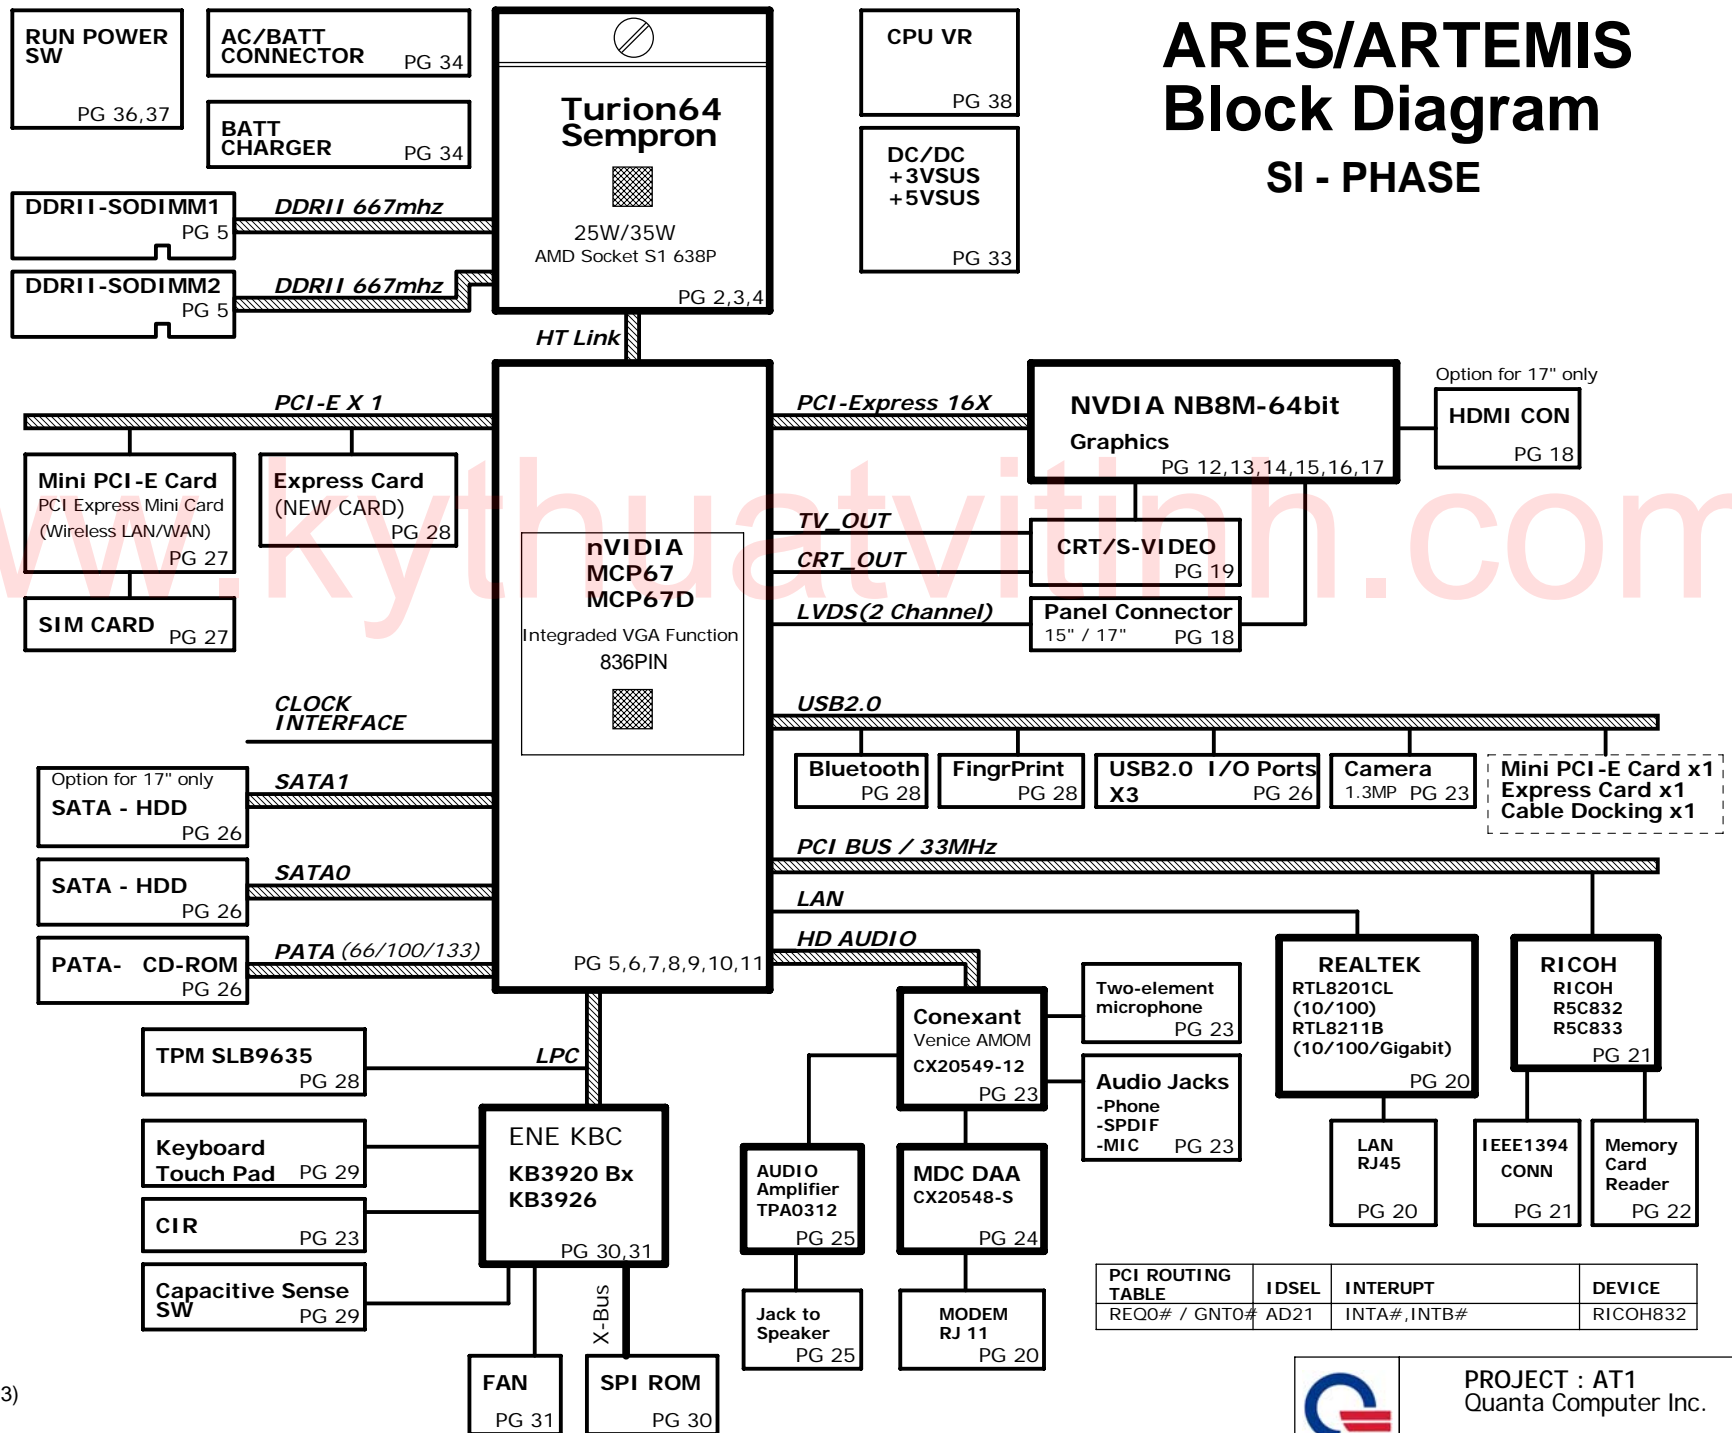 ARES/ARTEMIS
Block Diagram
SI - PHASE
RUN POWER
SW
PG 36,37
AC/BATT
CONNECTOR
PG 34
BATT
CHARGER
PG 34
Turion64
Sempron
25W/35W
AMD Socket S1 638P
PG 2,3,4
CPU VR
PG 38
DC/DC
+3VSUS
+5VSUS
PG 33
DDRII-SODIMM1
PG 5
DDRII 667mhz
DDRII-SODIMM2
PG 5
DDRII 667mhz
HT Link
PCI-E X 1
PCI-Express 16X
NVDIA NB8M-64bit
Graphics
PG 12,13,14,15,16,17
Option for 17" only
HDMI CON
PG 18
Mini PCI-E Card
PCI Express Mini Card
(Wireless LAN/WAN)
PG 27
Express Card
(NEW CARD)
PG 28
SIM CARD
PG 27
www.kythuatvitinh.com
nVIDIA
MCP67
MCP67D
Integraded VGA Function
836PIN
PG 5,6,7,8,9,10,11
TV_OUT
CRT_OUT
CRT/S-VIDEO
PG 19
LVDS(2 Channel)
Panel Connector
15" / 17"
PG 18
CLOCK
INTERFACE
USB2.0
Bluetooth
PG 28
FingrPrint
PG 28
USB2.0 I/O Ports
X3
PG 26
Camera
1.3MP
PG 23
Mini PCI-E Card x1
Express Card x1
Cable Docking x1
Option for 17" only
SATA - HDD
PG 26
SATA1
SATA - HDD
PG 26
SATA0
PATA- CD-ROM
PG 26
PATA (66/100/133)
PCI BUS / 33MHz
LAN
HD AUDIO
REALTEK
RTL8201CL
(10/100)
RTL8211B
(10/100/Gigabit)
PG 20
RICOH
RICOH
R5C832
R5C833
PG 21
Conexant
Venice AMOM
CX20549-12
PG 23
Two-element
microphone
PG 23
Audio Jacks
-Phone
-SPDIF
-MIC
PG 23
TPM SLB9635
PG 28
LPC
Keyboard
Touch Pad
PG 29
CIR
PG 23
Capacitive Sense
SW
PG 29
ENE KBC
KB3920 Bx
KB3926
PG 30,31
X-Bus
FAN
PG 31
SPI ROM
PG 30
AUDIO
Amplifier
TPA0312
PG 25
MDC DAA
CX20548-S
PG 24
Jack to
Speaker
PG 25
MODEM
RJ 11
PG 20
LAN
RJ45
PG 20
IEEE1394
CONN
PG 21
Memory
Card
Reader
PG 22
PCI ROUTING
TABLE
IDSEL
INTERUPT
DEVICE
REQ0# / GNT0#
AD21
INTA#,INTB#
RICOH832
3)
PROJECT : AT1
Quanta Computer Inc.